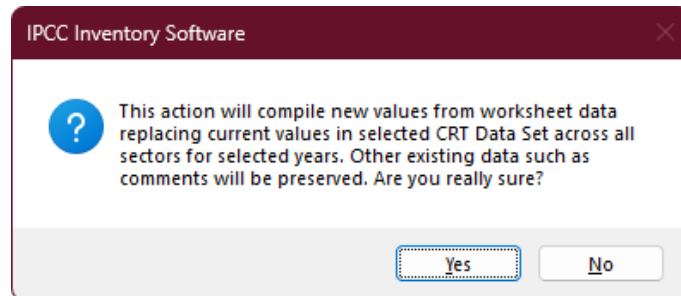 IPCC Inventory Software
This action will compile new values from worksheet data
replacing current values in selected CRT Data Set across all
sectors for selected years. Other existing data such as
comments will be preserved. Are you really sure?
Yes
No